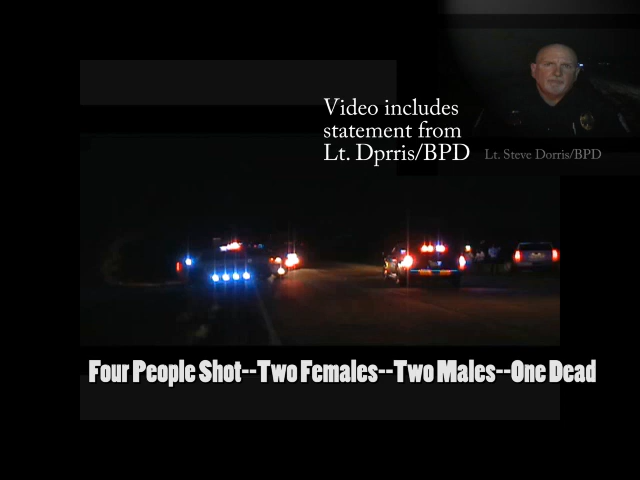 Video includes
statement from
Lt. Dprris/BPD
Lt. Steve Dorris/BPD
Four People Shot--Two Females--Two Males--One Dead